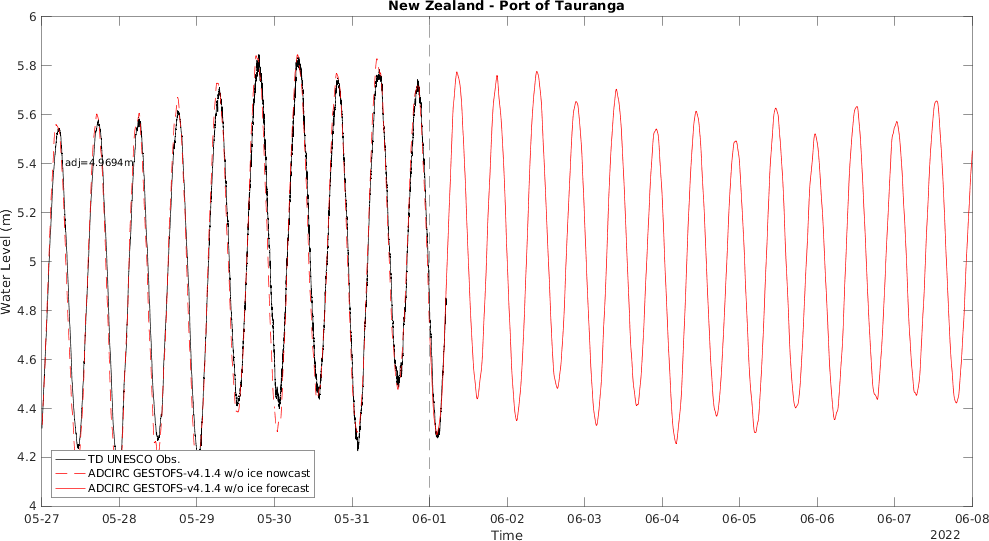 New Zealand - Port of Tauranga
6
5.8
5.6
5.4
5.2
5
4.8
4.6
4.4
4.2
4
Water Level (m)
adj=4.9694m
TD UNESCO Obs.
ADCIRC GESTOFS-v4.1.4 w/o ice nowcast
ADCIRC GESTOFS-v4.1.4 w/o ice forecast
05-27 05-28 05-29 05-30 05-31 06-01 06-02 06-03 06-04 06-05 06-06 06-07 06-08
Time
2022